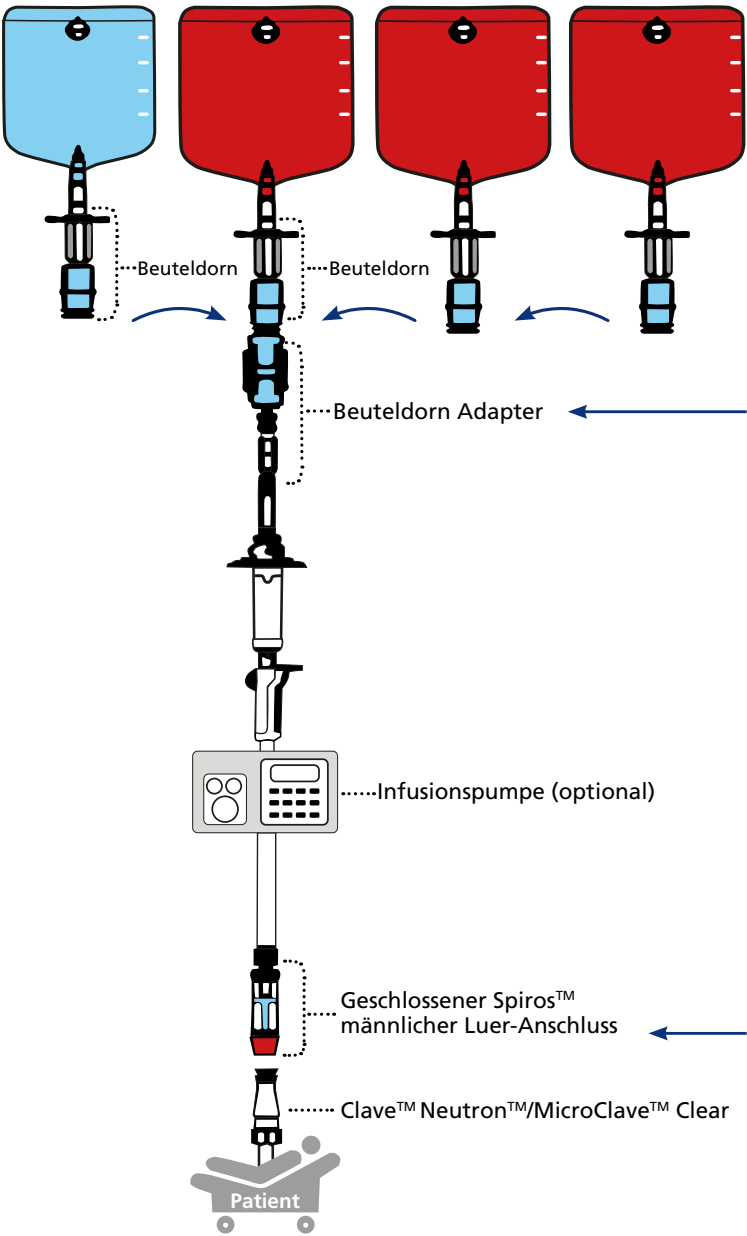 Beuteldorn
Beuteldorn
Beuteldorn Adapter
Infusionspumpe (optional)
Geschlossener Spiros™
männlicher Luer-Anschluss
Clave™ Neutron™/MicroClave™ Clear
Patient